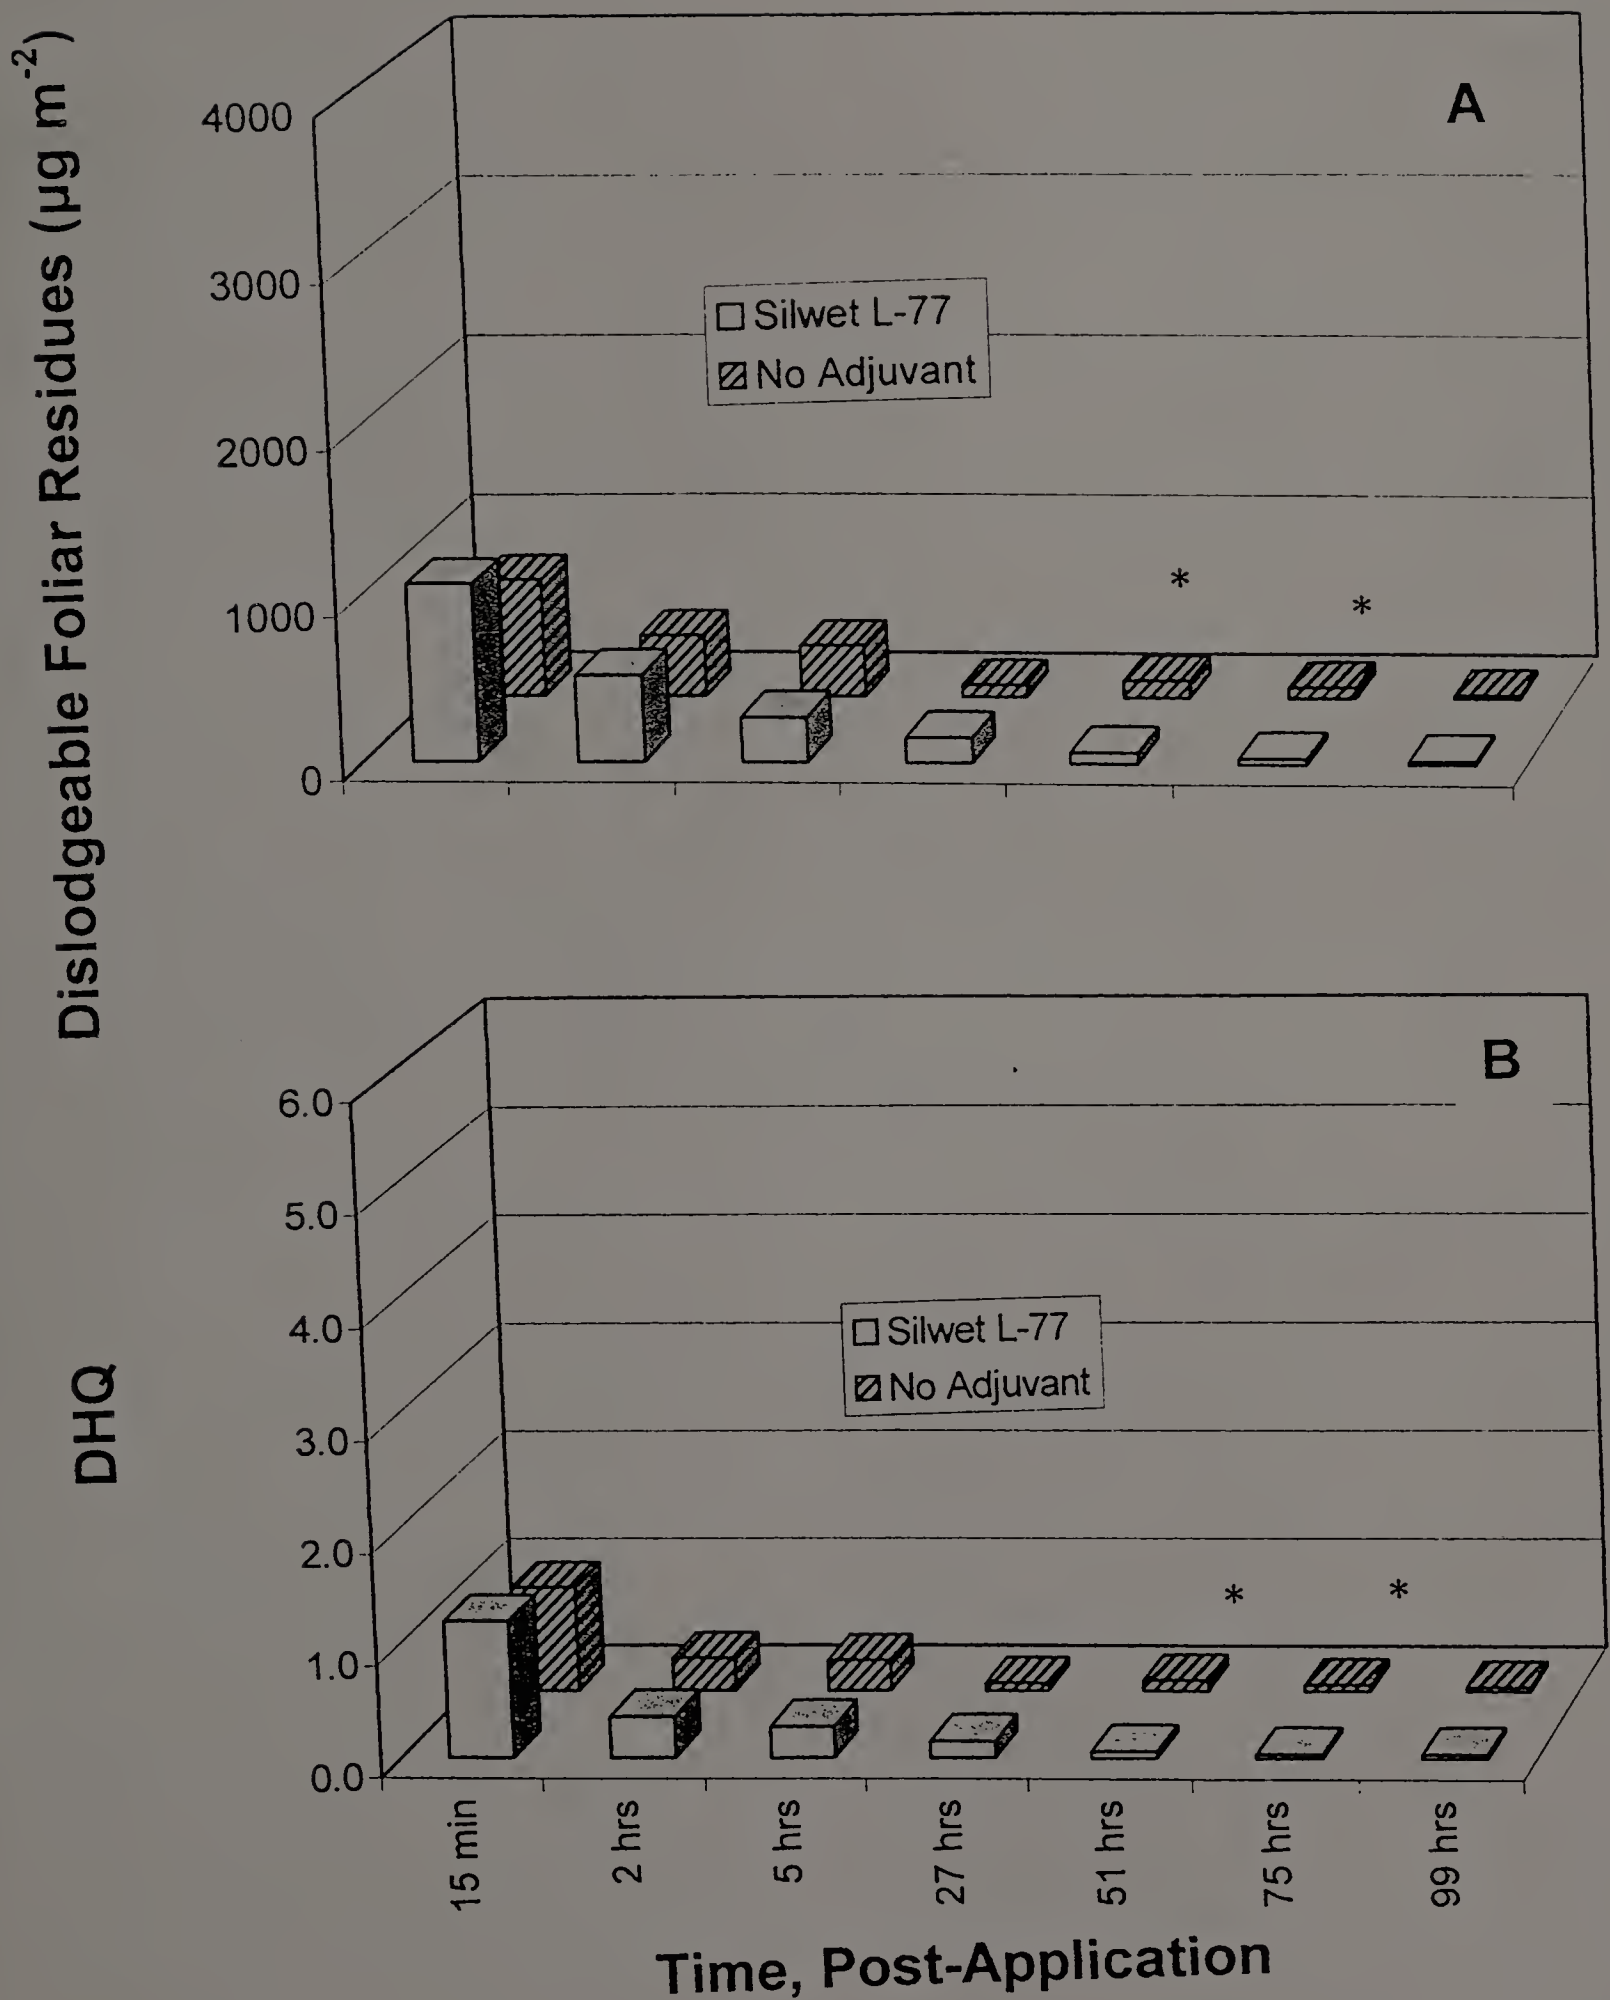 Dislodgeable Foliar Residues (µg m-2)
A
4000
3000
2000
1000
0
Silwet L-77
No Adjuvant
*
*
DHQ
B
6.0
5.0
4.0
3.0
2.0
1.0
0.0
Silwet L-77
No Adjuvant
*
*
15 min
2 hrs
5 hrs
27 hrs
51 hrs
75 hrs
99 hrs
Time, Post-Application